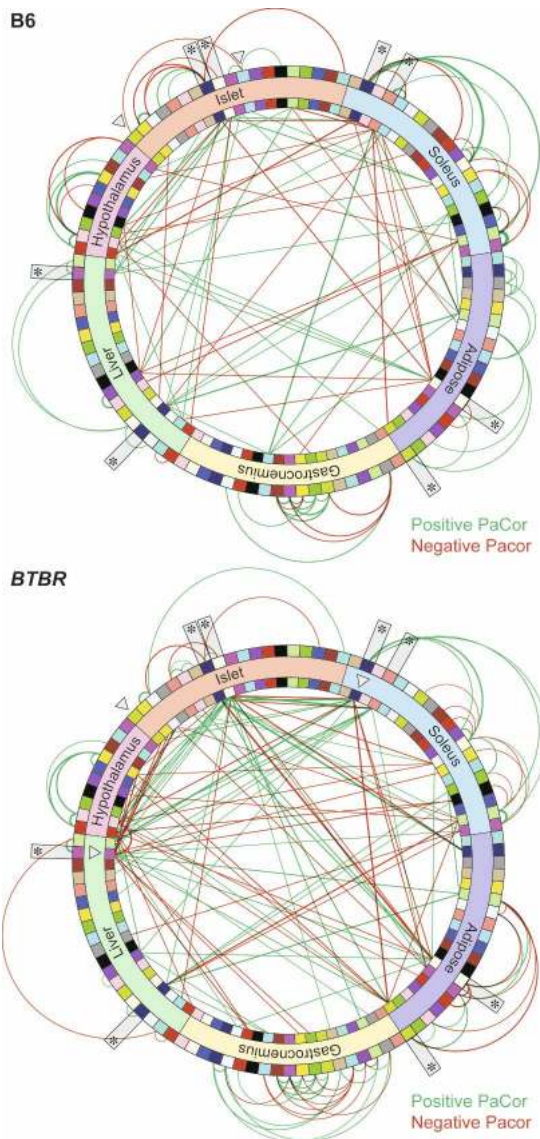 B6
*
*
*
*
Islet
Soleus
Hypothalamus
*
Liver
Adipose
*
*
Gastrocnemius
*
Positive PaCor
Negative Pacor
BTBR
*
*
*
*
Islet
Soleus
Hypothalamus
*
Liver
Adipose
*
*
Gastrocnemius
*
Positive PaCor
Negative Pacor